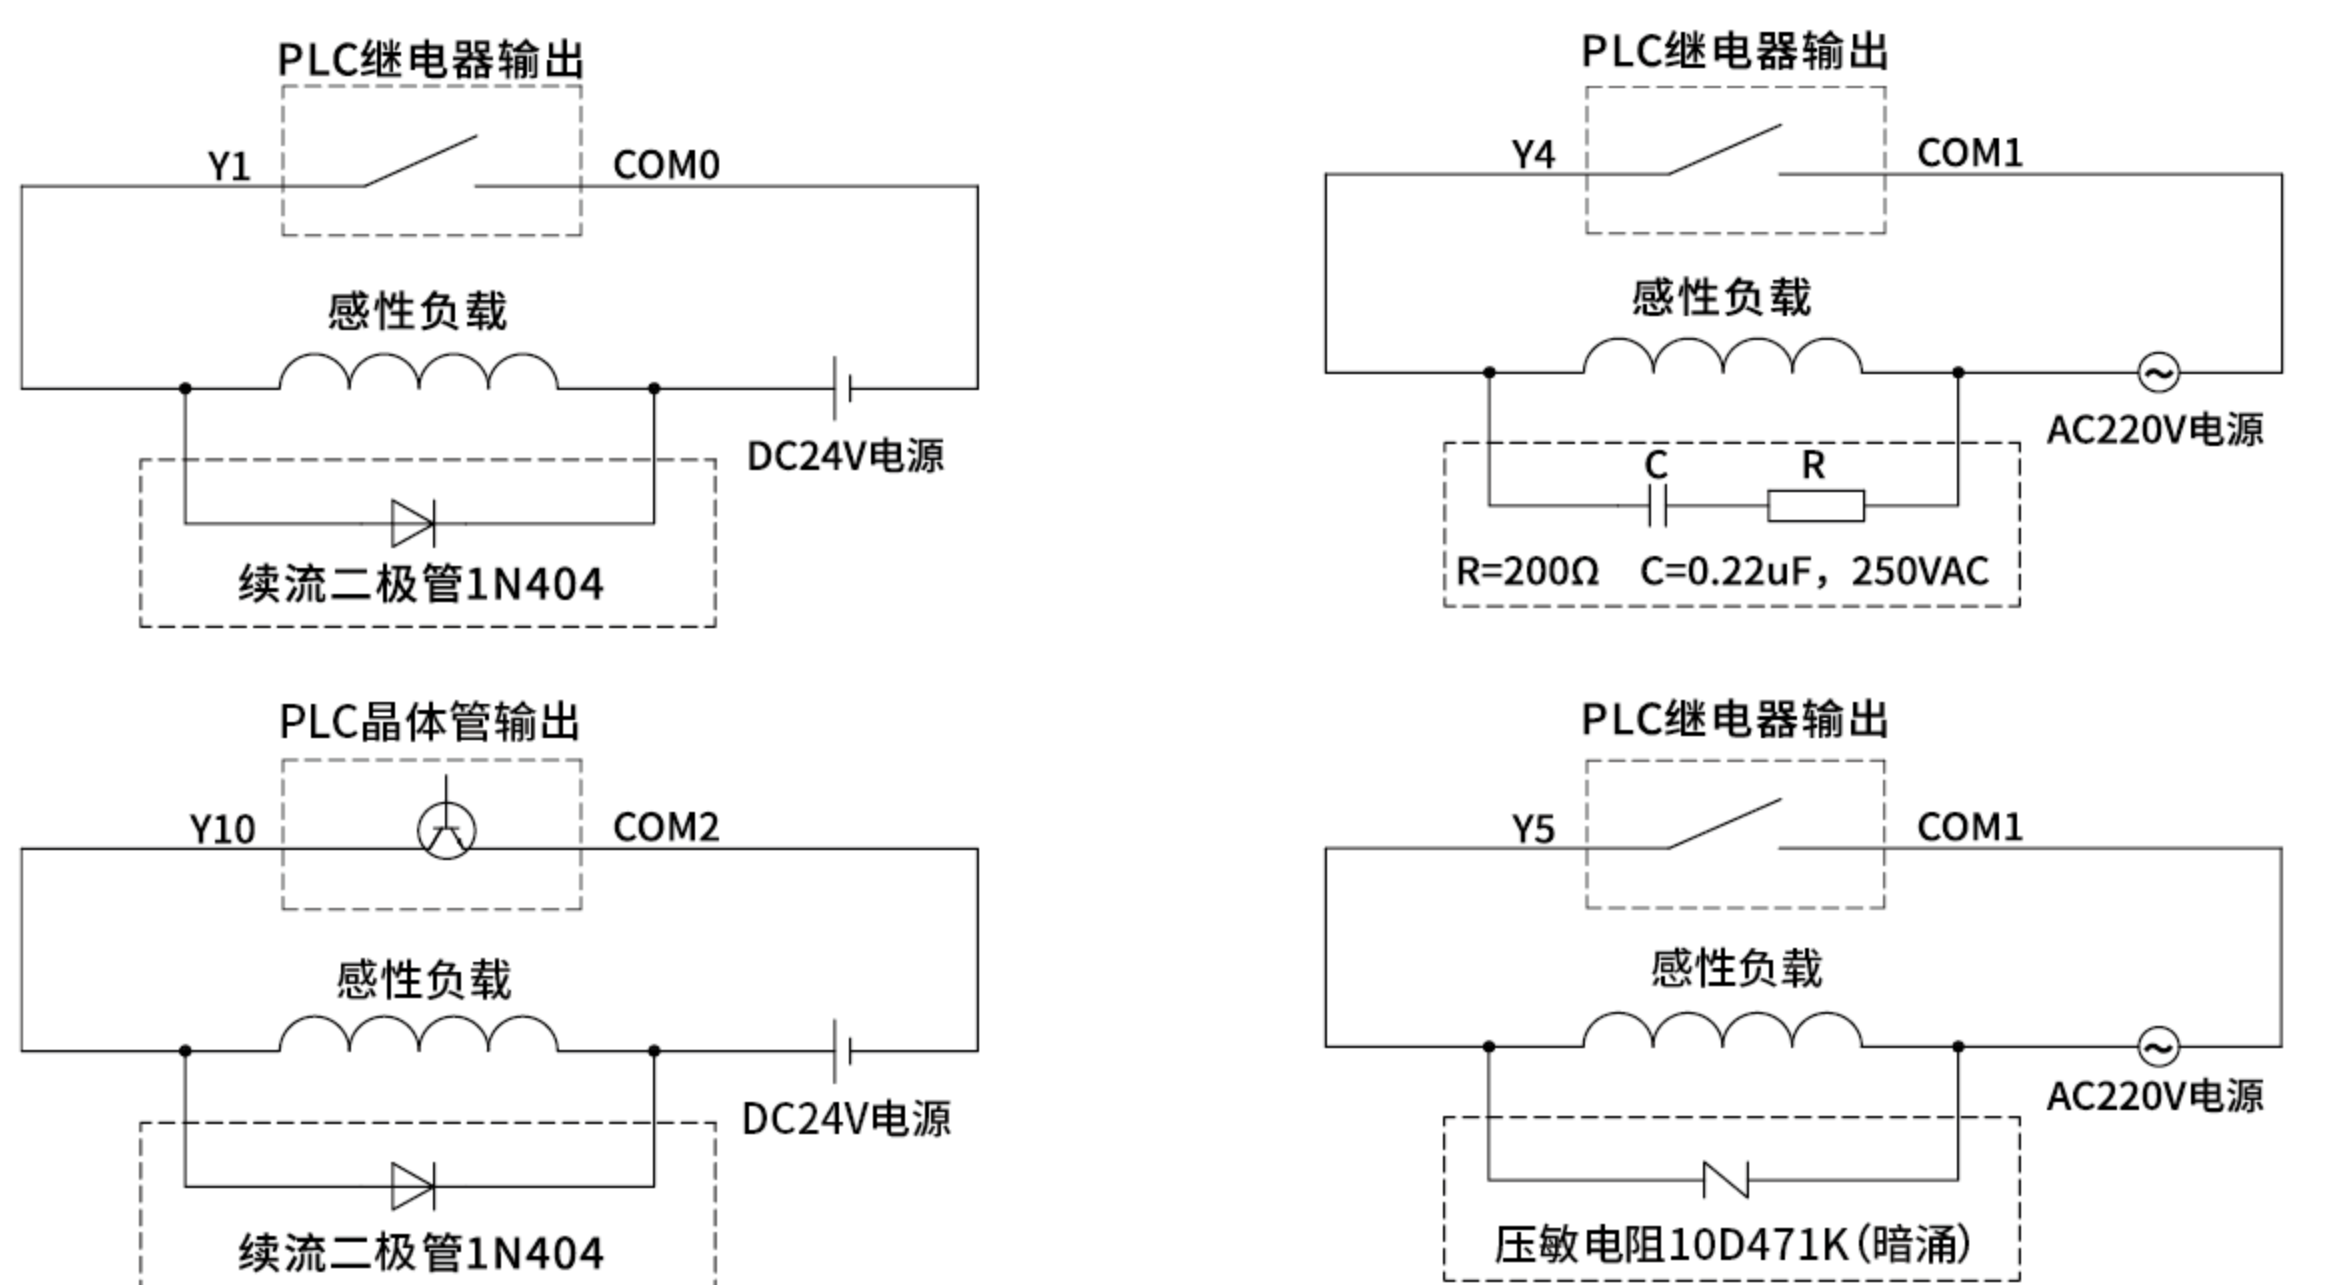 PLC继电器输出
Y1
COM0
感性负载
DC24V电源
续流二极管1N404
PLC继电器输出
Y4
COM1
感性负载
AC220V电源
C
R
R=200Ω C=0.22uF，250VAC
PLC晶体管输出
Y10
COM2
感性负载
DC24V电源
续流二极管1N404
PLC继电器输出
Y5
COM1
感性负载
AC220V电源
压敏电阻10D471K(暗涌)